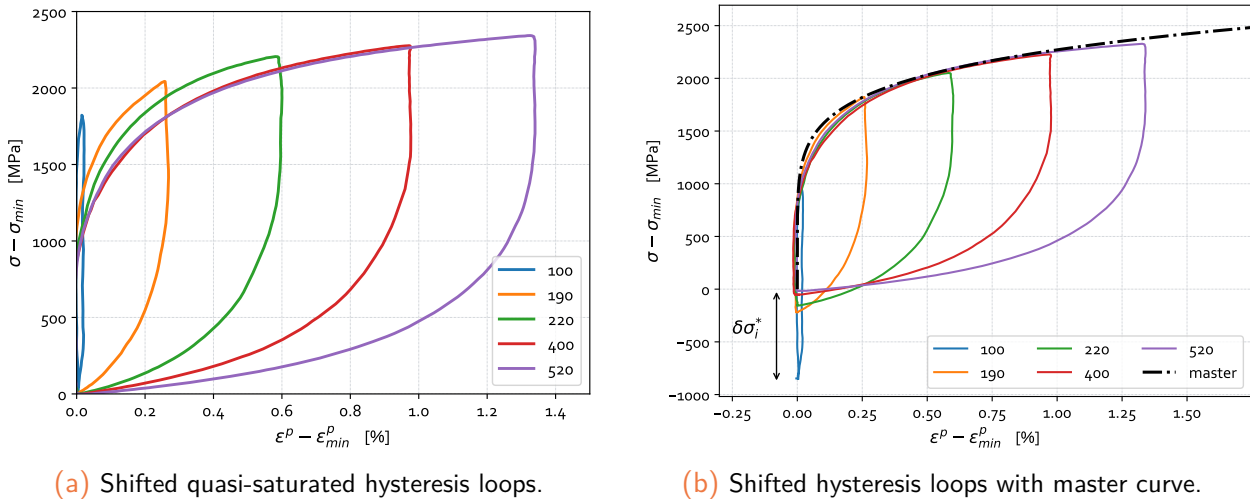 2500
2000
1500
1000
500
0
0.0 0.2 0.4 0.6 0.8 1.0 1.2 1.4
σ − σmin [MPa]
εᵖ − εᵖmin [%]
100
190
220
400
520
(a) Shifted quasi-saturated hysteresis loops.
2500
2000
1500
1000
500
0
−500
−1000
−0.25 0.00 0.25 0.50 0.75 1.00 1.25 1.50
σ − σmin [MPa]
εᵖ − εᵖmin [%]
δσ*i
100 220 520
190 400 master
(b) Shifted hysteresis loops with master curve.